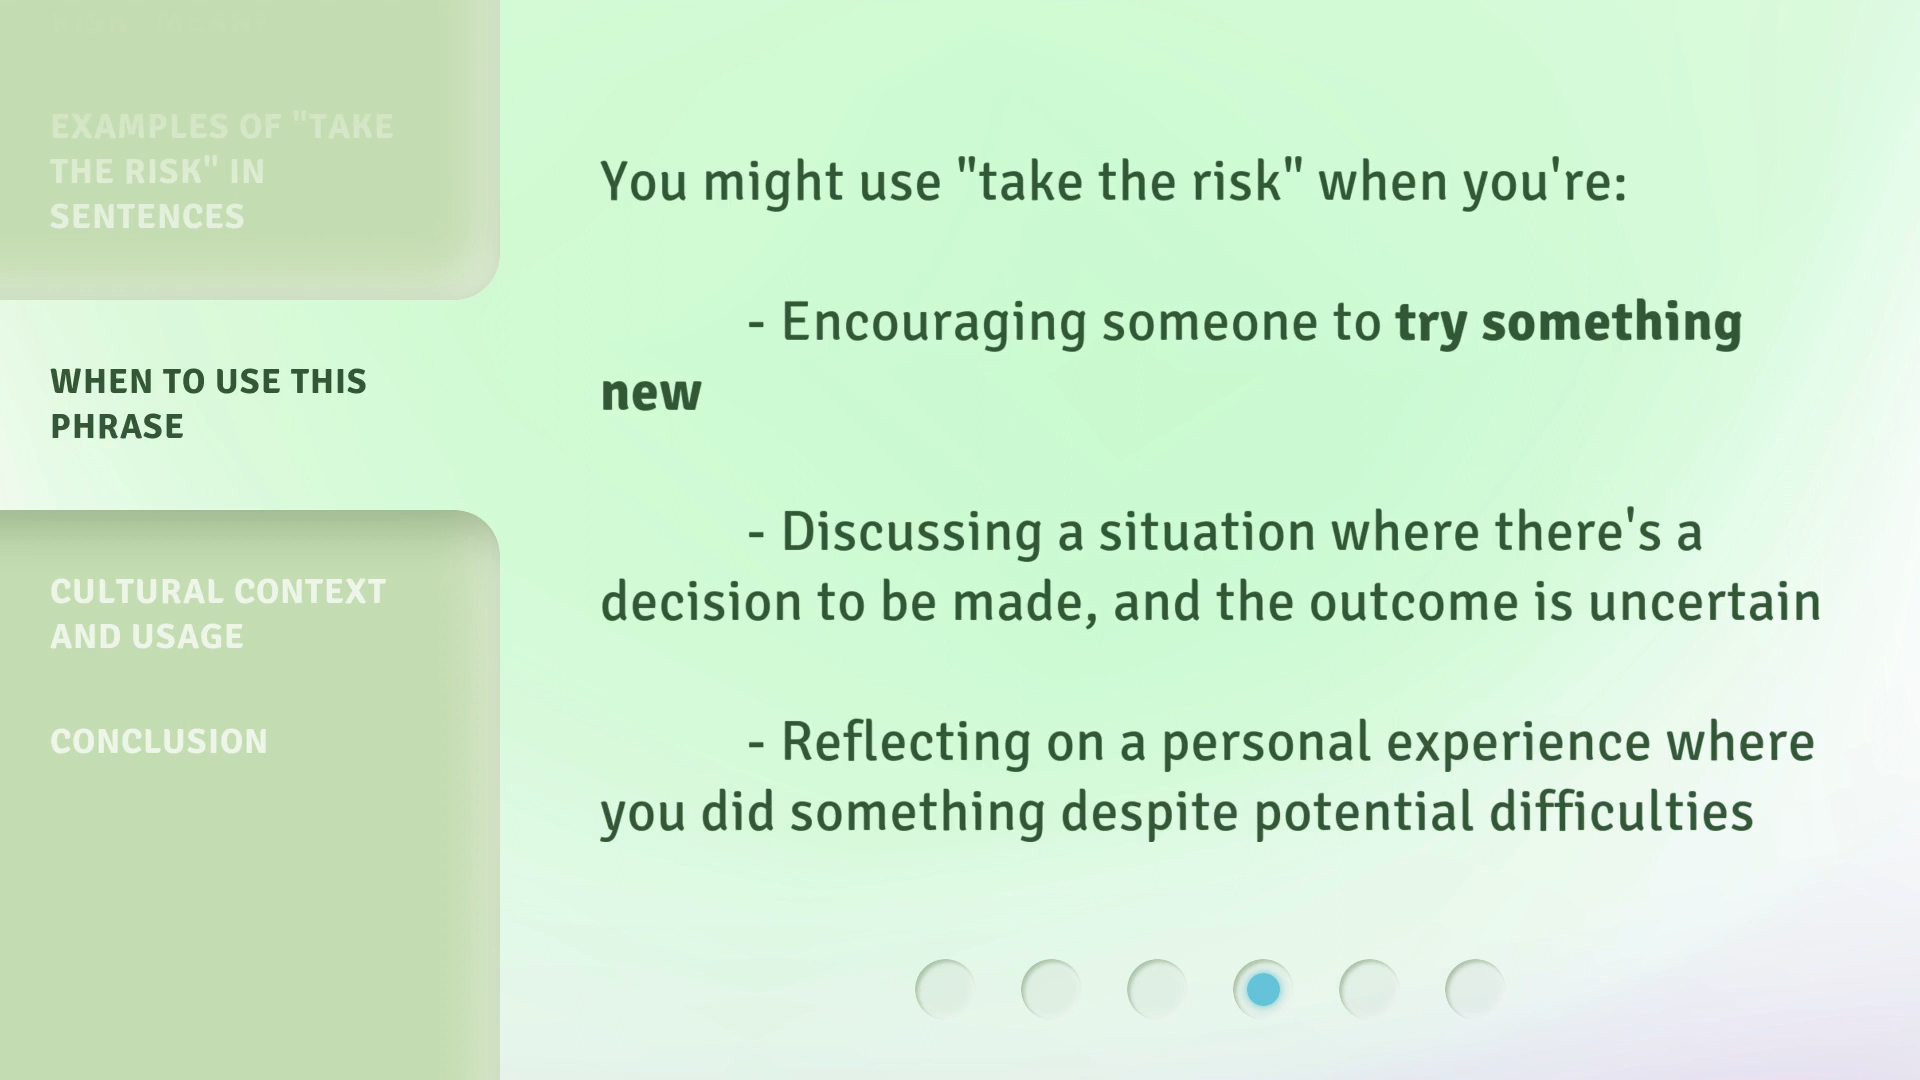 EXAMPLES OF "TAKE
THE RISK" IN
SENTENCES
WHEN TO USE THIS
PHRASE
CULTURAL CONTEXT
AND USAGE
CONCLUSION
You might use "take the risk" when you're:
- Encouraging someone to try something
new
- Discussing a situation where there's a
decision to be made, and the outcome is uncertain
- Reflecting on a personal experience where
you did something despite potential difficulties